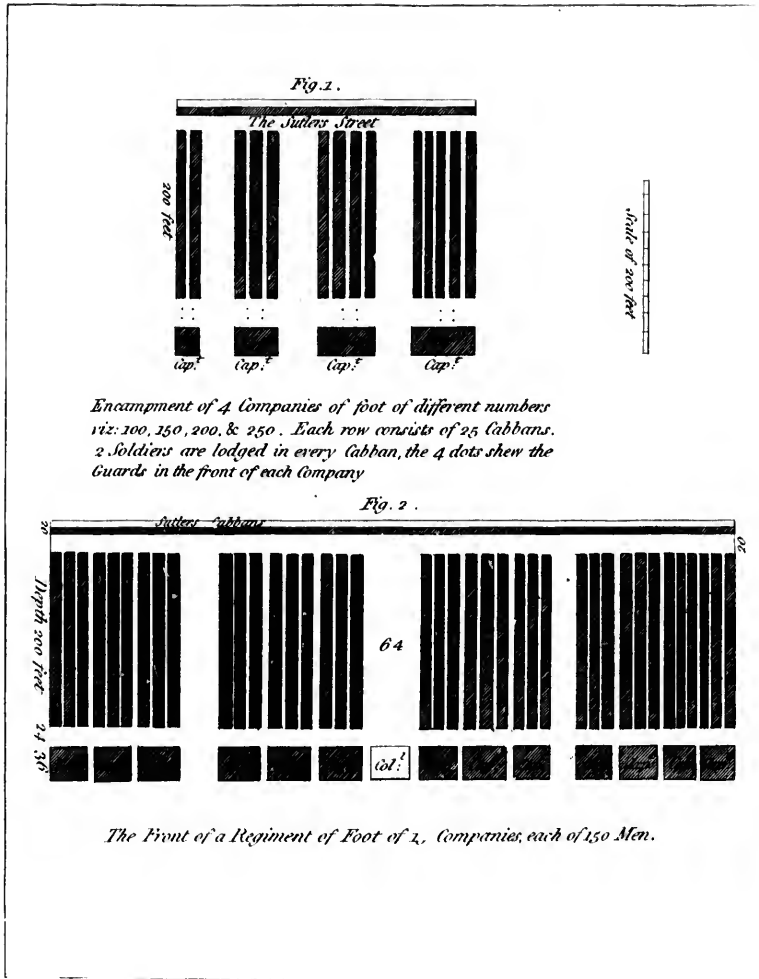 Fig. 1.
The Sutlers Street
200 feet
Scale of 200 feet
Cap:t Cap:t Cap:t Cap:t
Encampment of 4 Companies of foot of different numbers
viz: 100, 150, 200, & 250. Each row consists of 25 Cabbans.
2 Soldiers are lodged in every Cabban, the 4 dots shew the
Guards in the front of each Company
Fig. 2.
20 Sutlers Cabbans
20
Depth 200 feet
64
24
36
Col:l
The Front of a Regiment of Foot of Companies, each of 150 Men.